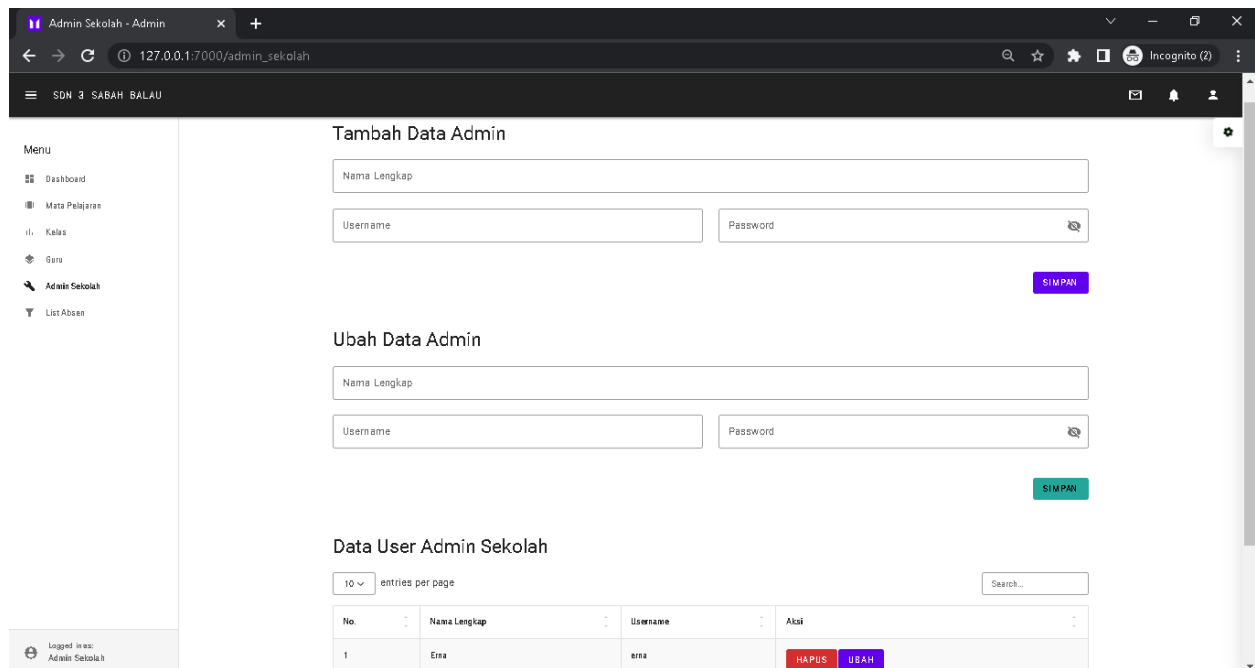 Admin Sekolah - Admin
127.0.0.1:7000/admin_sekolah
Incognito (2)
SDN 3 SABAH BALAU
Menu
Dashboard
Mata Pelajaran
Kelas
Guru
Admin Sekolah
List Absen
Tambah Data Admin
Nama Lengkap
Username Password
SIMPAN
Ubah Data Admin
Nama Lengkap
Username Password
SIMPAN
Data User Admin Sekolah
10 entries per page Search...
No. Nama Lengkap Username Aksi
1 Erna erna HAPUS UBAH
Logged in as:
Admin Sekolah